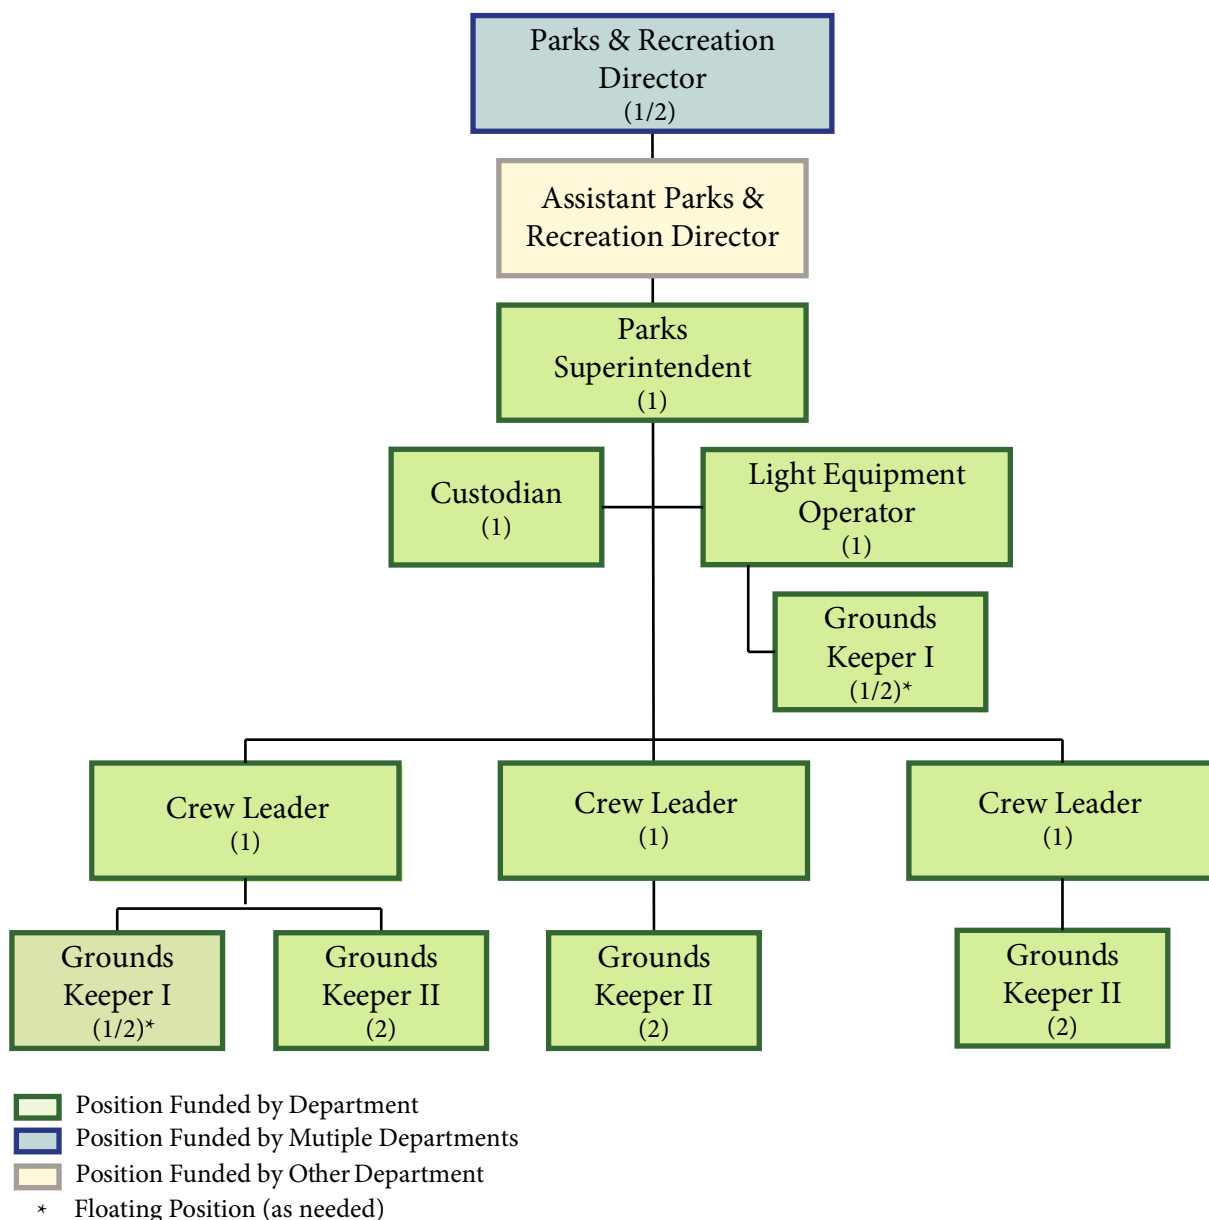 Parks & Recreation
Director
(1/2)
Assistant Parks &
Recreation Director
Parks
Superintendent
(1)
Custodian
(1)
Light Equipment
Operator
(1)
Grounds
Keeper I
(1/2)*
Crew Leader
(1)
Crew Leader
(1)
Crew Leader
(1)
Grounds
Keeper I
(1/2)*
Grounds
Keeper II
(2)
Grounds
Keeper II
(2)
Grounds
Keeper II
(2)
Position Funded by Department
Position Funded by Mutiple Departments
Position Funded by Other Department
* Floating Position (as needed)